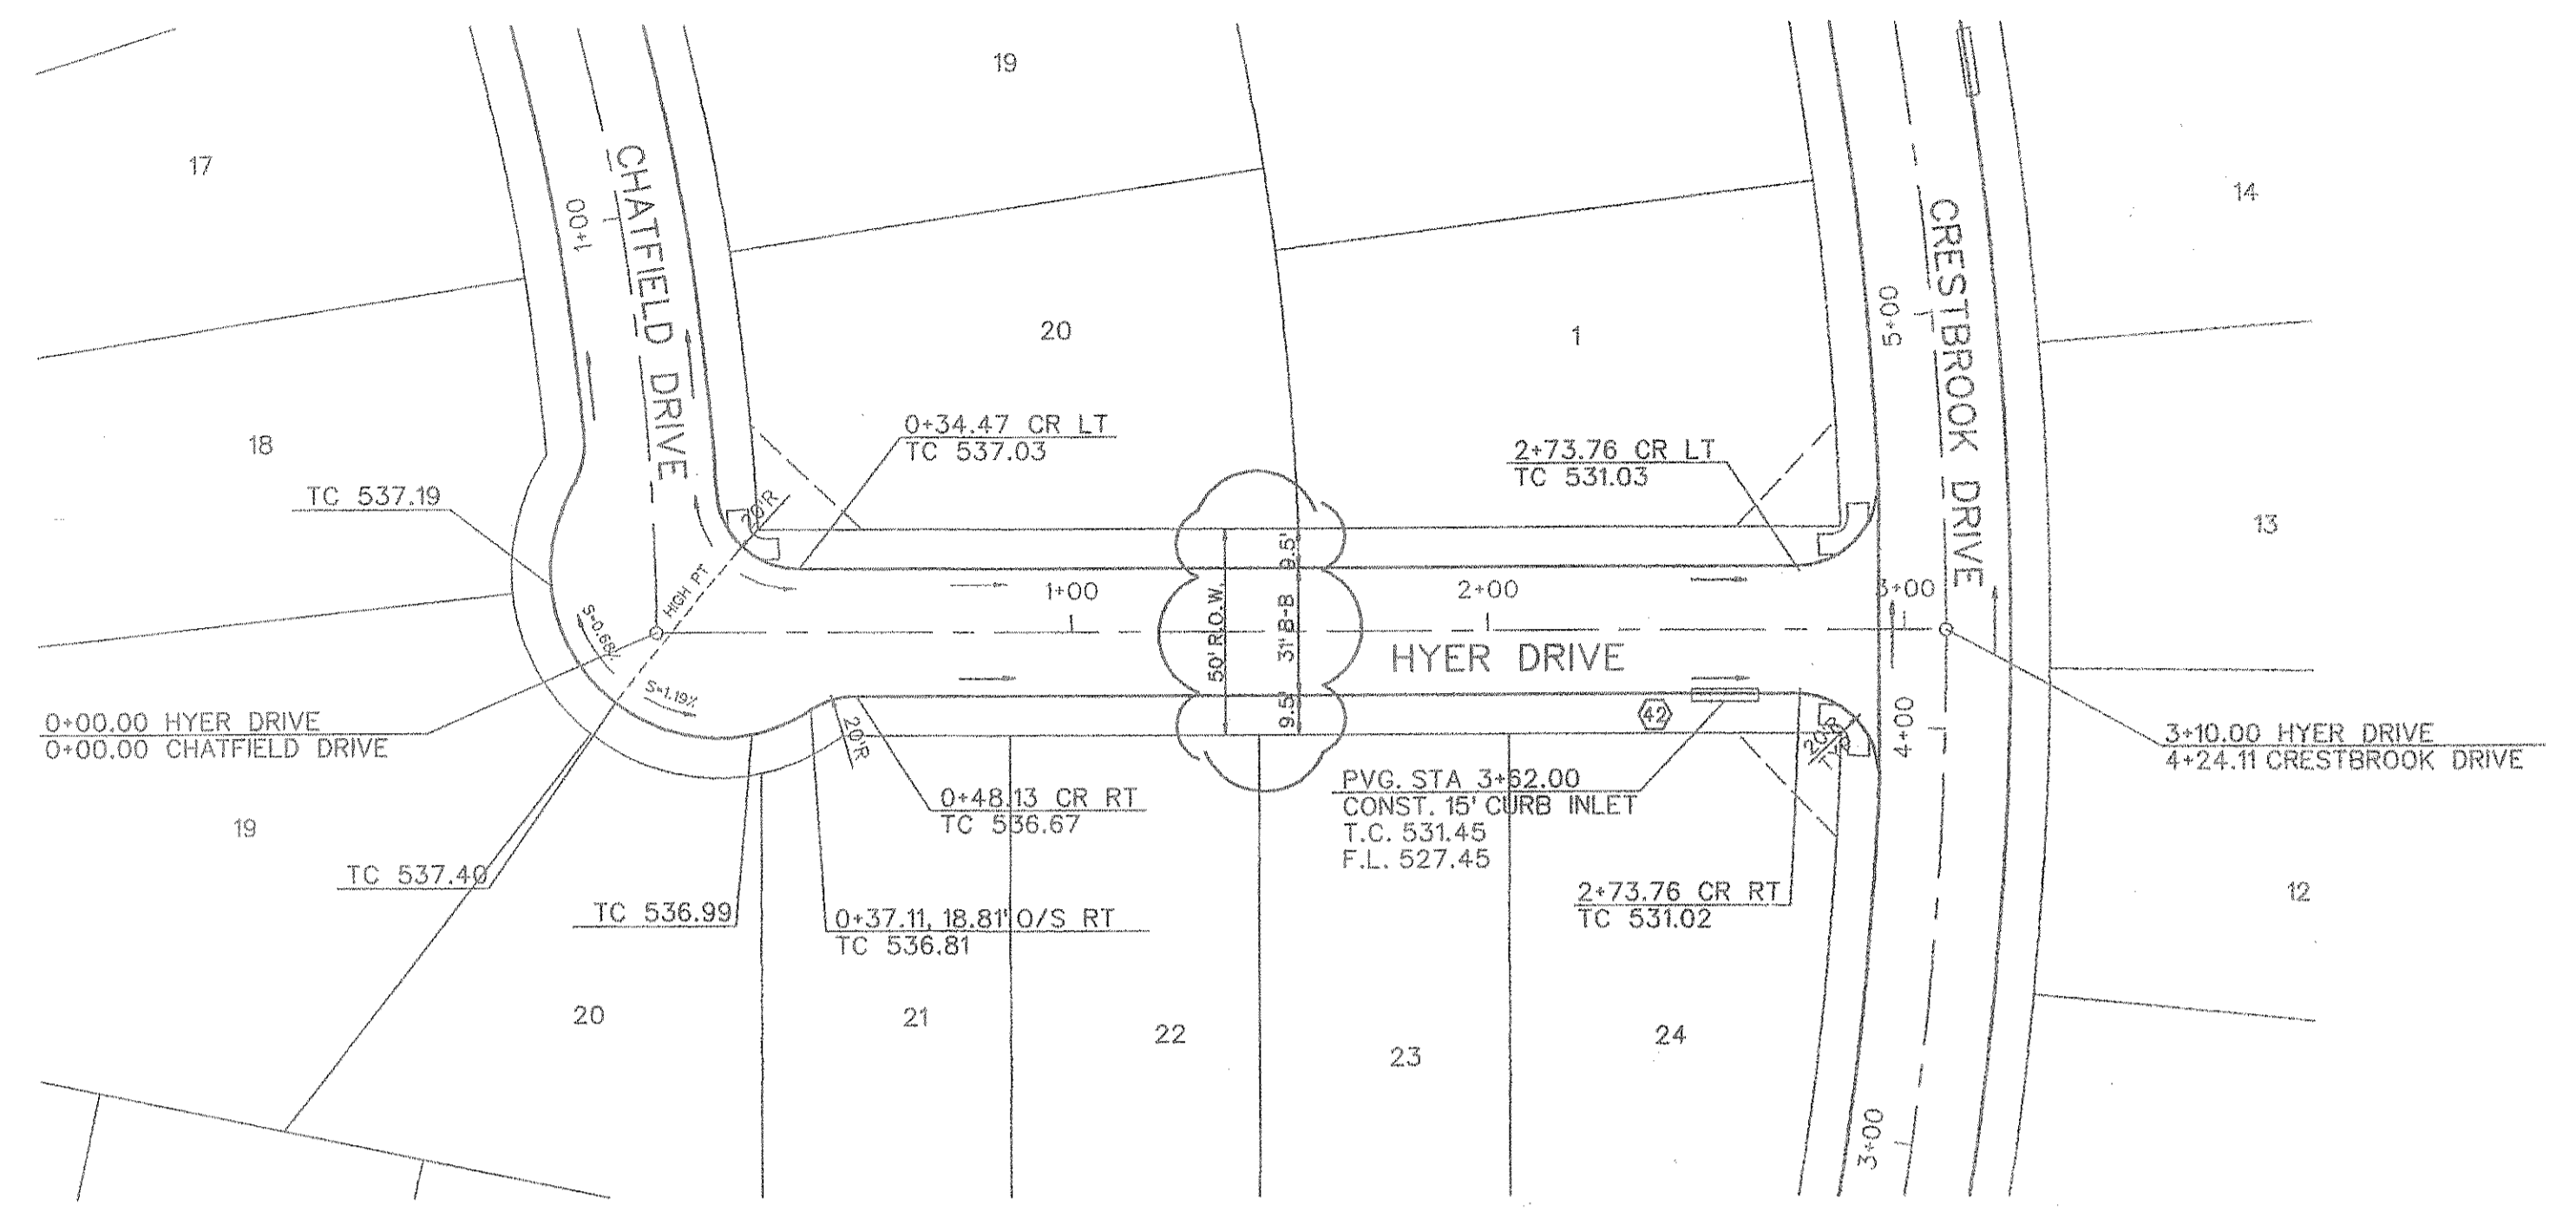 19
17
14
CHATFIELD DRIVE
1+00
CRESTBROOK DRIVE
5+00
20
1
18
0+34.47 CR LT
TC 537.03
2+73.76 CR LT
TC 531.03
TC 537.19
20'R
13
9.5'
HIGH PT
1+00
2+00
3+00
50' R.O.W.
31' B-B
S=0.68%
HYER DRIVE
S=1.19%
9.5'
42
20'R
20'R
4+00
0+00.00 HYER DRIVE
0+00.00 CHATFIELD DRIVE
3+10.00 HYER DRIVE
4+24.11 CRESTBROOK DRIVE
PVG. STA 3+62.00
CONST. 15' CURB INLET
T.C. 531.45
F.L. 527.45
0+48.13 CR RT
TC 536.67
19
TC 537.40
2+73.76 CR RT
TC 531.02
12
TC 536.99
0+37.11, 18.81' O/S RT
TC 536.81
20
21
22
23
24
3+00